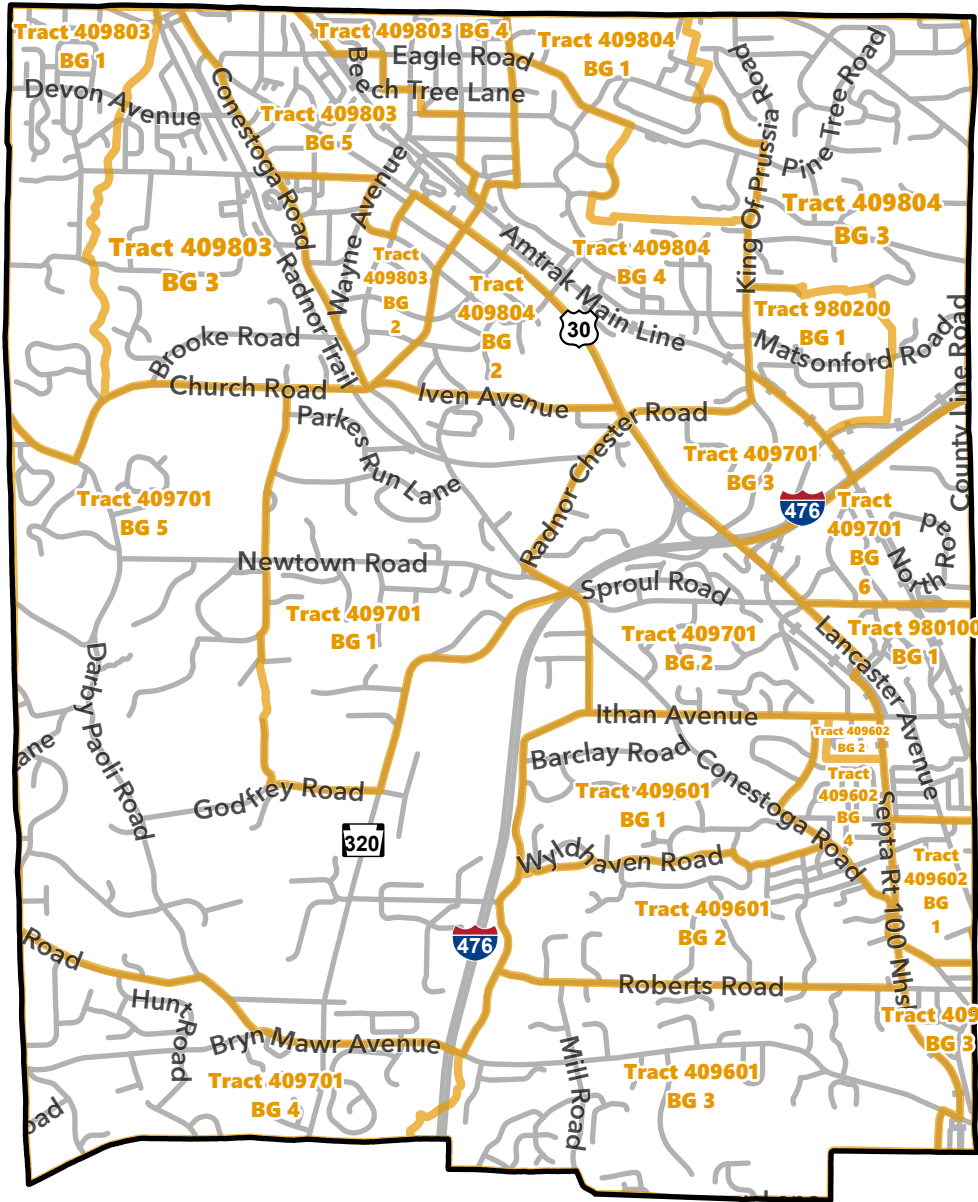 Tract 409803
BG 1
Tract 409803 BG 4
Eagle Road
Tract 409804
BG 1
Devon Avenue
Beech Tree Lane
Conestoga Road
Tract 409803
BG 5
King Of Prussia Road
Pine Tree Road
Wayne Avenue
Tract 409804
BG 3
Tract 409803
BG 3
Radnor Trail
Tract
409803
BG
2
Amtrak Main Line
Tract 409804
BG 4
Tract
409804
BG
2
30
Tract 980200
BG 1
Matsonford Road
County Line Road
Brooke Road
Church Road
Iven Avenue
Parkes Run Lane
Radnor Chester Road
Tract 409701
BG 3
Tract 409701
BG 5
476
Tract
409701
BG
6
North Road
Newtown Road
Sproul Road
Tract 409701
BG 1
Tract 409701
BG 2
Tract 980100
BG 1
Lancaster Avenue
Darby Paoli Road
Ithan Avenue
Barclay Road
Conestoga Road
Tract 409602
BG 2
Tract
409602
BG
4
Godfrey Road
Tract 409601
BG 1
Septa Rt 100 Nhsl
320
Wyldhaven Road
Tract
409602
BG
1
Tract 409601
BG 2
Road
476
Roberts Road
Hunt Road
Bryn Mawr Avenue
Tract 409
BG 3
Mill Road
Tract 409701
BG 4
Tract 409601
BG 3